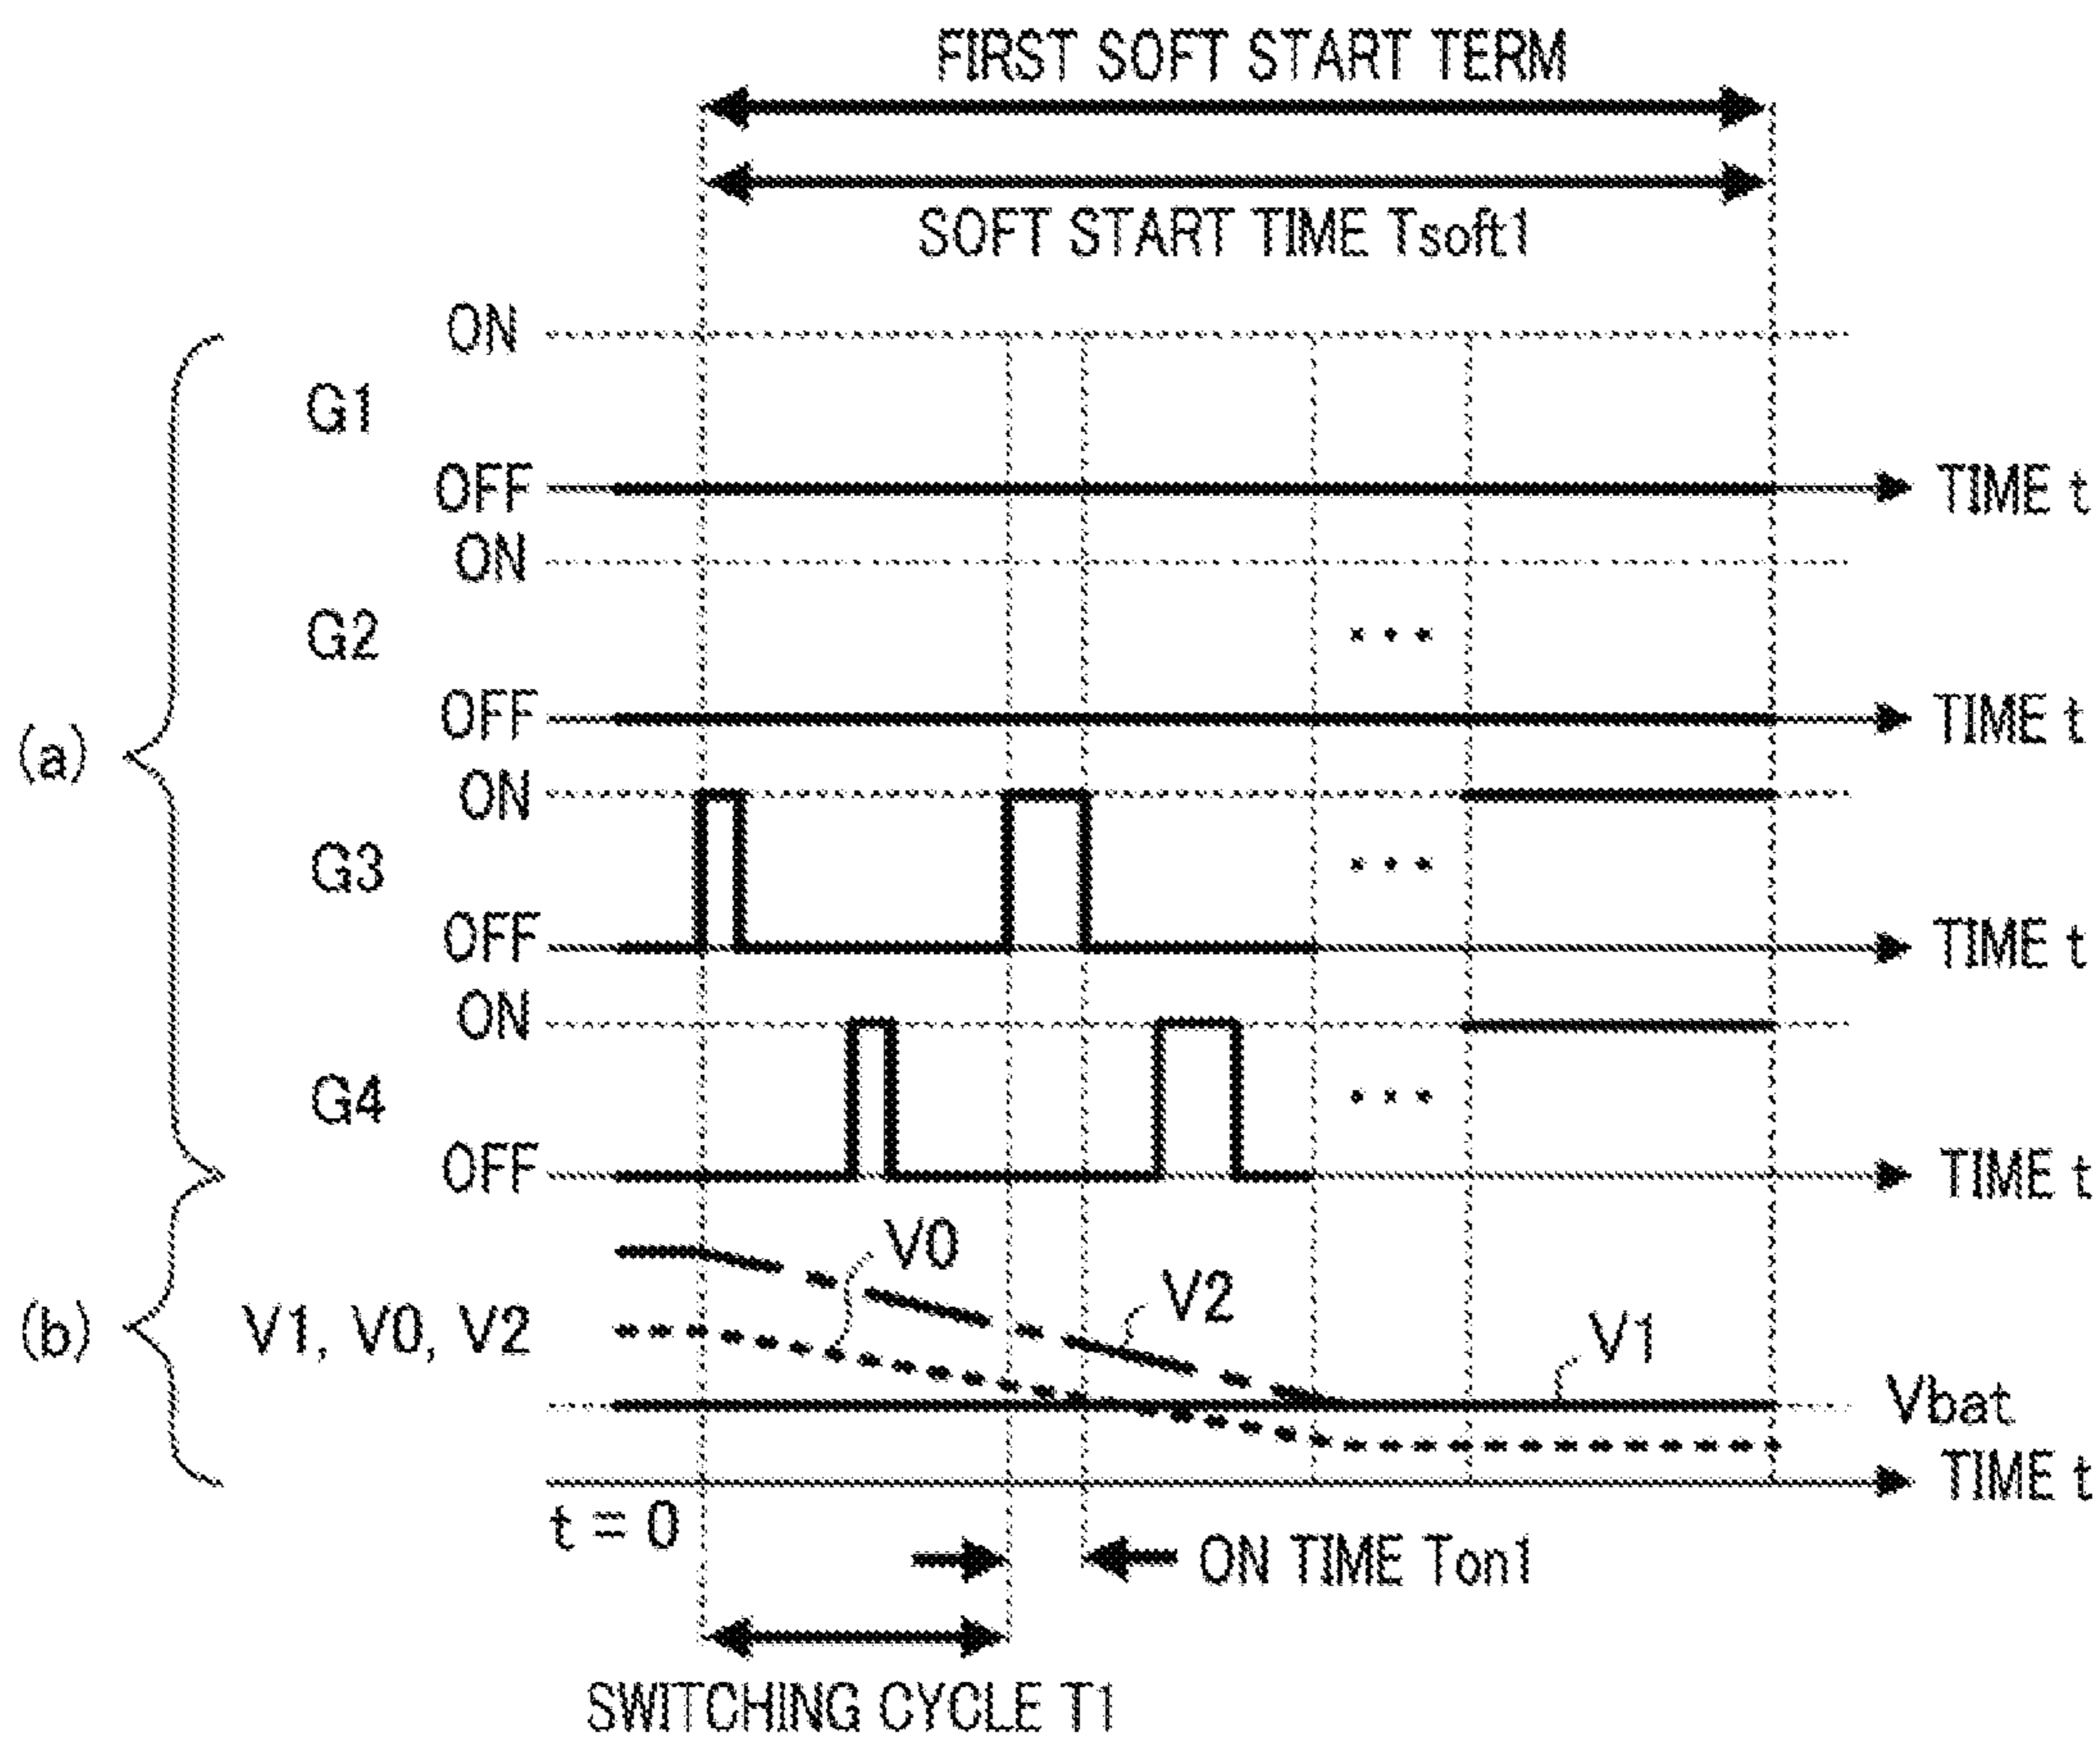 FIRST SOFT START TERM
SOFT START TIME Tsoft1
ON
G1
OFF
TIME t
ON
G2
...
OFF
TIME t
(a)
ON
G3
...
OFF
TIME t
ON
G4
...
OFF
TIME t
V0
V2
(b)
V1, V0, V2
V1
Vbat
TIME t
t = 0
ON TIME Ton1
SWITCHING CYCLE T1